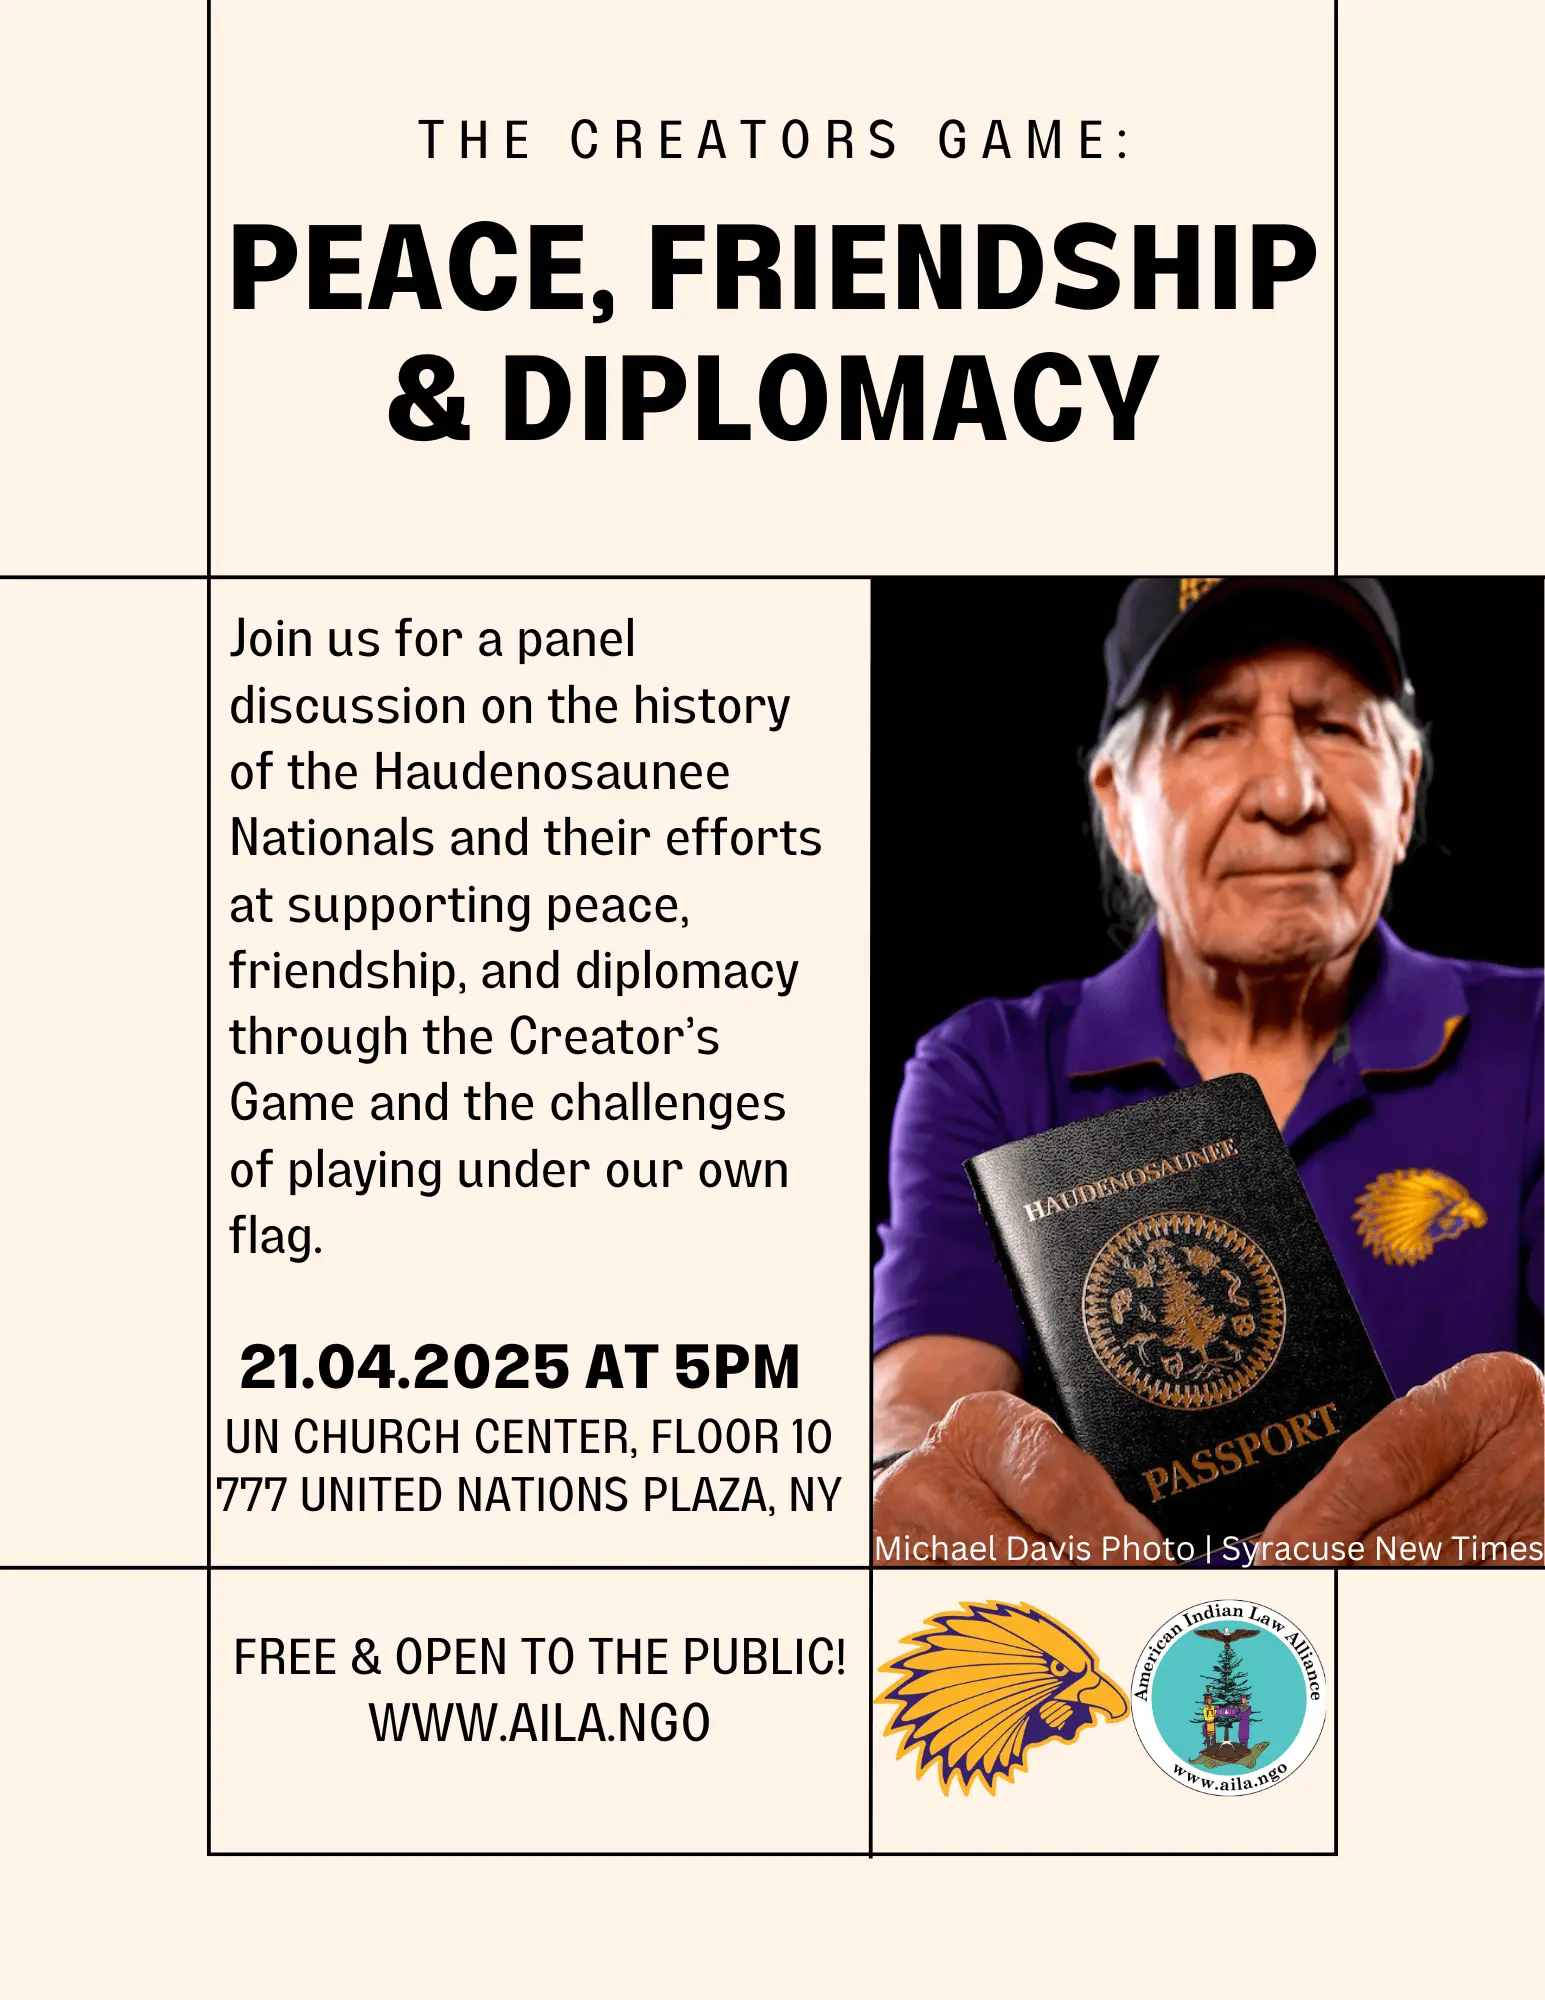 THE CREATORS GAME:
PEACE, FRIENDSHIP
& DIPLOMACY
Join us for a panel
discussion on the history
of the Haudenosaunee
Nationals and their efforts
at supporting peace,
friendship, and diplomacy
through the Creator’s
Game and the challenges
of playing under our own
flag.
21.04.2025 AT 5PM
UN CHURCH CENTER, FLOOR 10
777 UNITED NATIONS PLAZA, NY
HAUDENOSAUNEE
PASSPORT
Michael Davis Photo | Syracuse New Times
FREE & OPEN TO THE PUBLIC!
WWW.AILA.NGO
American Indian Law Alliance
www.aila.ngo